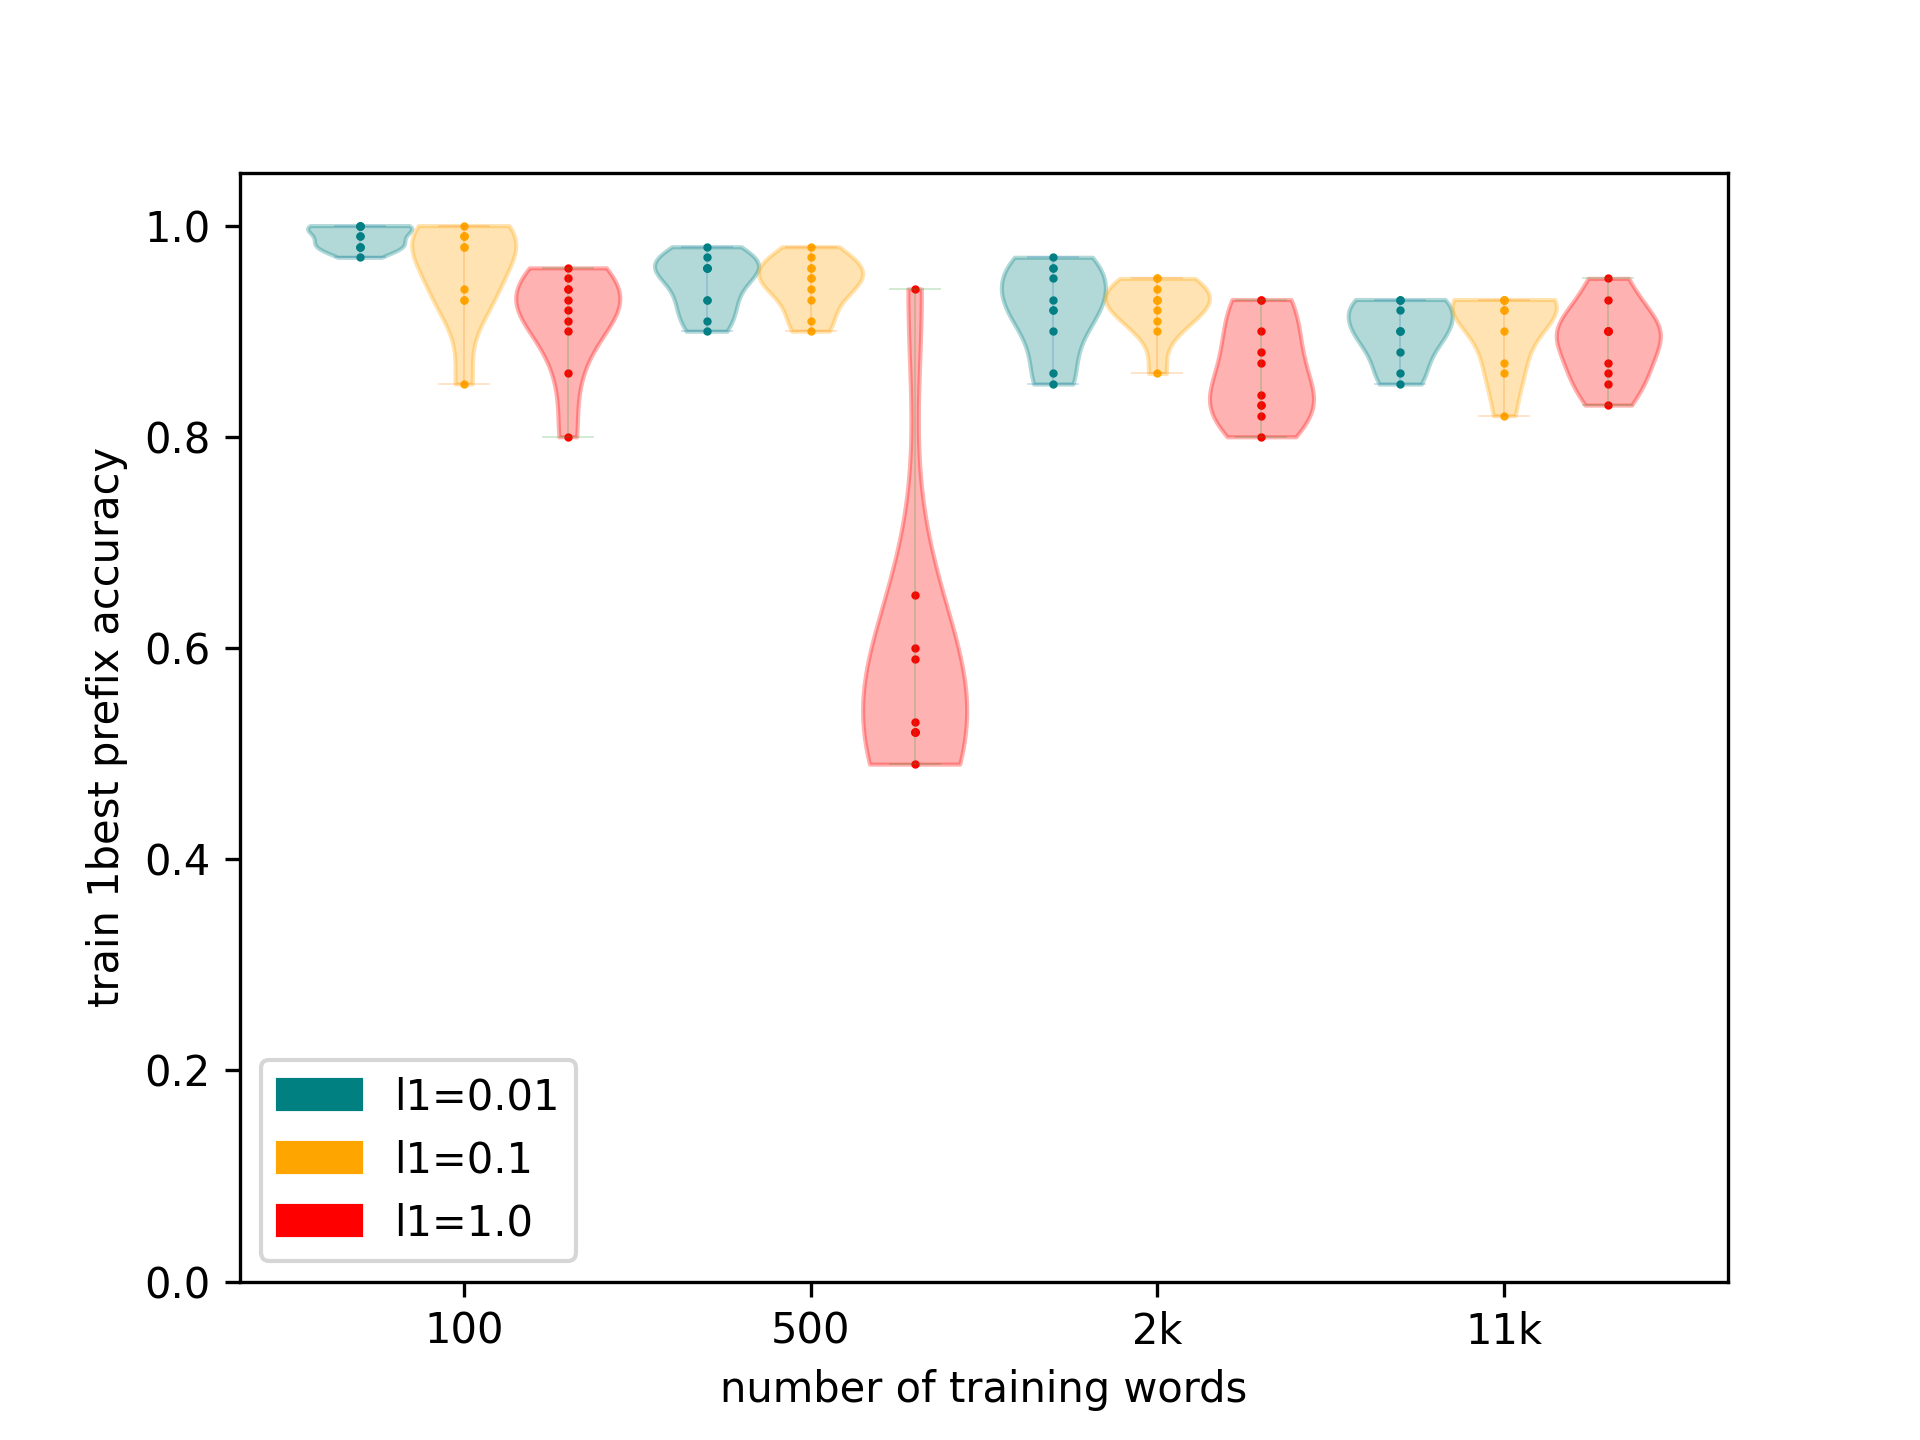 1.0
0.8
0.6
0.4
0.2
0.0
train 1best prefix accuracy
l1=0.01
l1=0.1
l1=1.0
100 500 2k 11k
number of training words